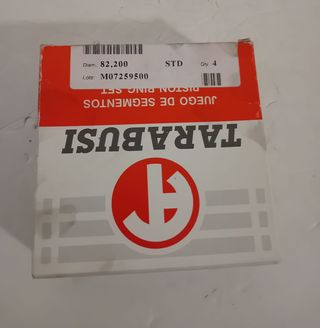 Diam.: 82,200 STD Qty. 4
Lote: M07259500
PISTON RING SET
JUEGO DE SEGMENTOS
TARABUSI